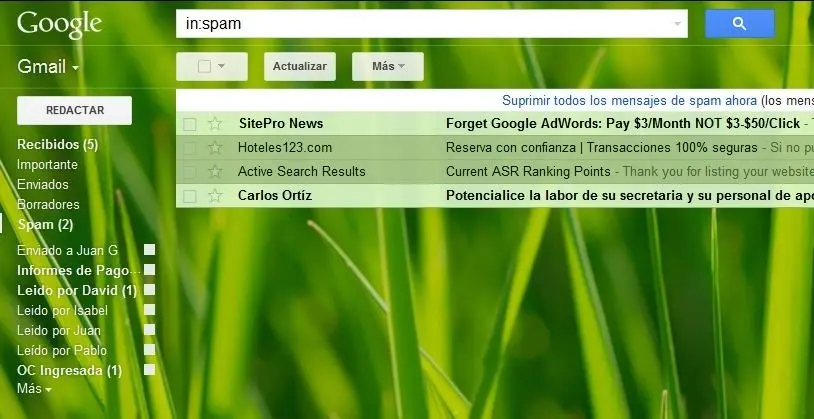 Google
in:spam
Gmail
Actualizar
Más
REDACTAR
Suprimir todos los mensajes de spam ahora (los mens
Recibidos (5)
Importante
Enviados
Borradores
Spam (2)
Enviado a Juan G
Informes de Pago...
Leido por David (1)
Leido por Isabel
Leido por Juan
Leído por Pablo
OC Ingresada (1)
Más
SitePro News Forget Google AdWords: Pay $3/Month NOT $3-$50/Click -
Hoteles123.com Reserva con confianza | Transacciones 100% seguras - Si no pu
Active Search Results Current ASR Ranking Points - Thank you for listing your website
Carlos Ortíz Potencialice la labor de su secretaria y su personal de apo